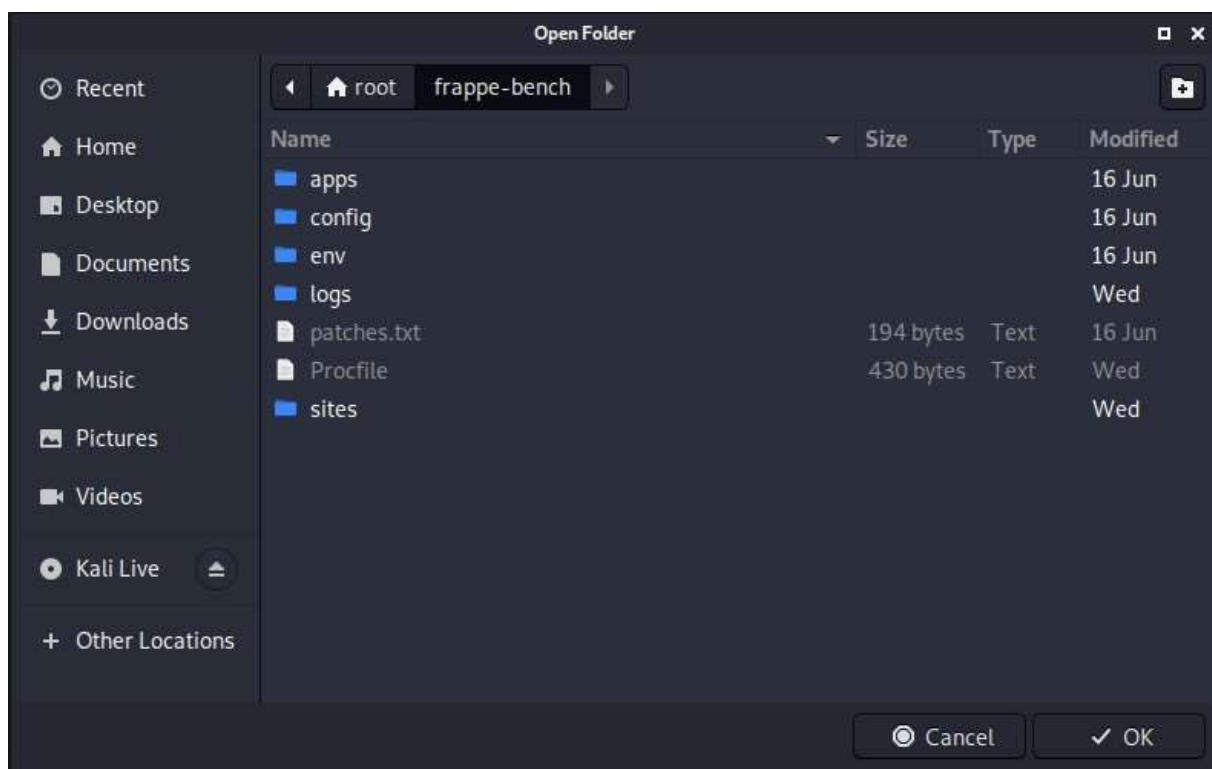 Open Folder
Recent
Home
Desktop
Documents
Downloads
Music
Pictures
Videos
Kali Live
+ Other Locations
root frappe-bench
Name Size Type Modified
apps 16 Jun
config 16 Jun
env 16 Jun
logs Wed
patches.txt 194 bytes Text 16 Jun
Procfile 430 bytes Text Wed
sites Wed
Cancel OK